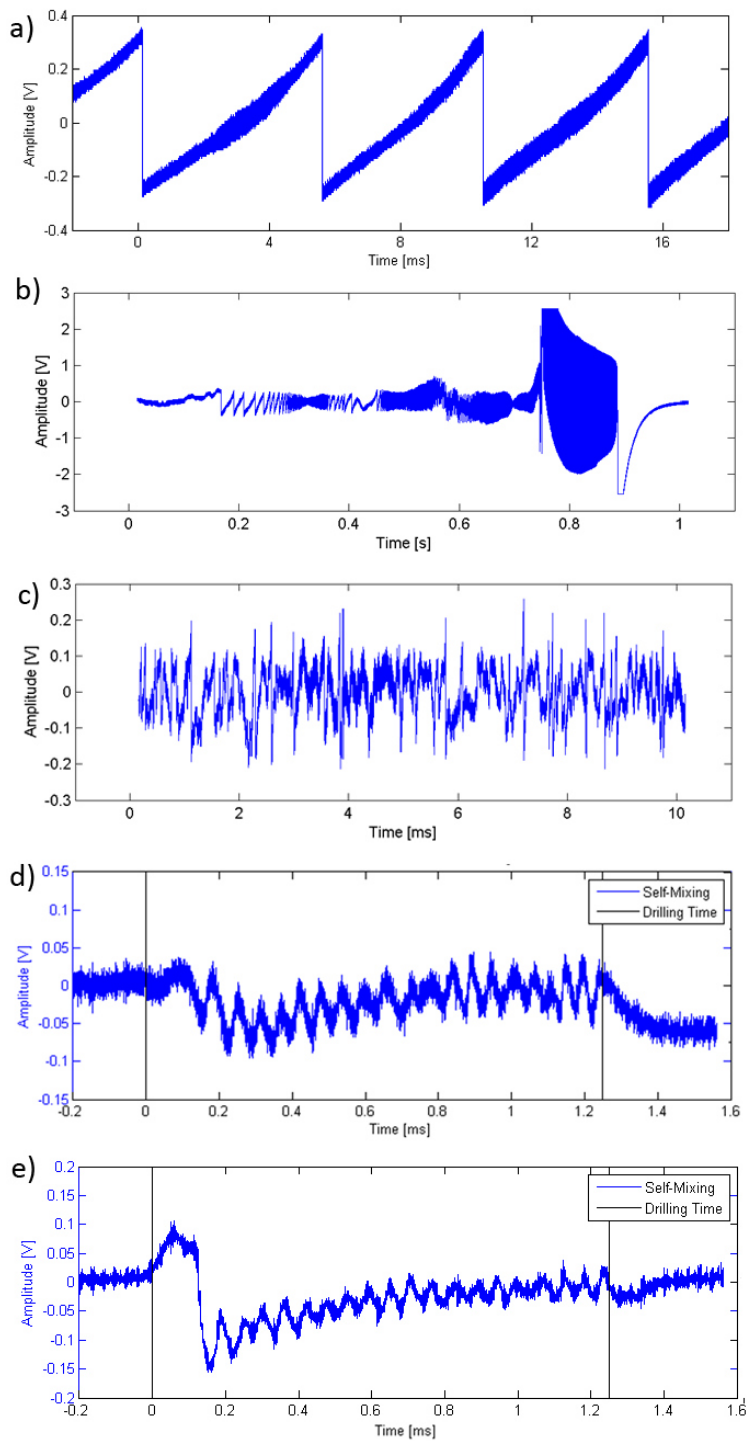 a)
0.4
0.2
0
-0.2
-0.4
Amplitude [V]
0 4 8 12 16
Time [ms]
b)
3
2
1
0
-1
-2
-3
Amplitude [V]
0 0.2 0.4 0.6 0.8 1
Time [s]
c)
0.3
0.2
0.1
0
-0.1
-0.2
-0.3
Amplitude [V]
0 2 4 6 8 10
Time [ms]
d)
0.15
0.1
0.05
0
-0.05
-0.1
-0.15
Amplitude [V]
Self-Mixing
Drilling Time
-0.2 0 0.2 0.4 0.6 0.8 1 1.2 1.4 1.6
Time [ms]
e)
0.2
0.15
0.1
0.05
0
-0.05
-0.1
-0.15
-0.2
Amplitude [V]
Self-Mixing
Drilling Time
-0.2 0 0.2 0.4 0.6 0.8 1 1.2 1.4 1.6
Time [ms]